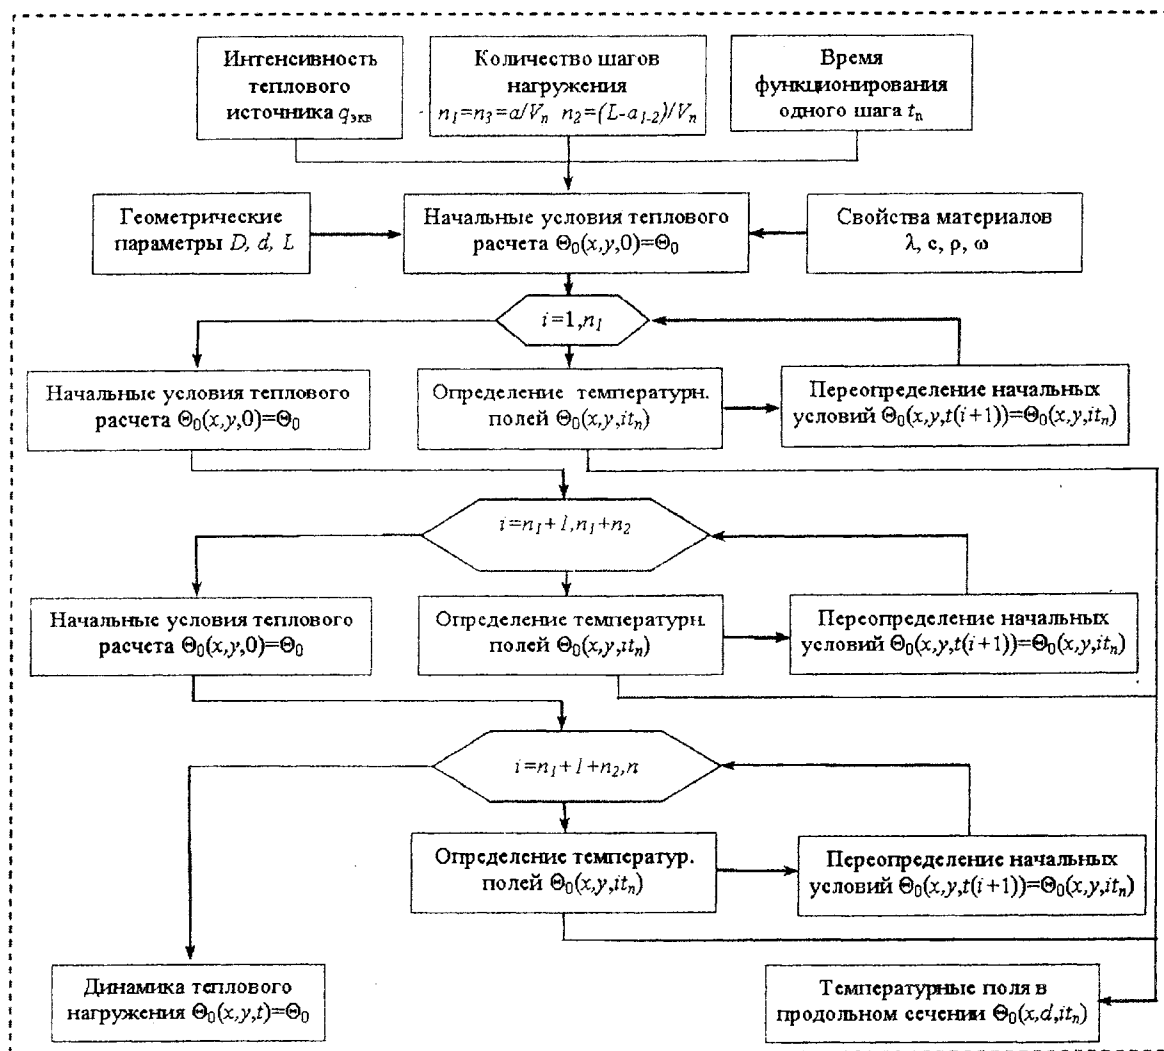 Интенсивность
теплового
источника qэкв
Количество шагов
нагружения
n1=n3=a/Vn n2=(L-a1-2)/Vn
Время
функционирования
одного шага tп
Геометрические
параметры D, d, L
Начальные условия теплового
расчета Θ0(x,y,0)=Θ0
Свойства материалов
λ, c, ρ, ω
i=1,n1
Начальные условия теплового
расчета Θ0(x,y,0)=Θ0
Определение температурн.
полей Θ0(x,y,itn)
Переопределение начальных
условий Θ0(x,y,t(i+1))=Θ0(x,y,itn)
i=n1+1,n1+n2
Начальные условия теплового
расчета Θ0(x,y,0)=Θ0
Определение температурн.
полей Θ0(x,y,itn)
Переопределение начальных
условий Θ0(x,y,t(i+1))=Θ0(x,y,itn)
i=n1+1+n2,n
Определение температур.
полей Θ0(x,y,itn)
Переопределение начальных
условий Θ0(x,y,t(i+1))=Θ0(x,y,itn)
Динамика теплового
нагружения Θ0(x,y,t)=Θ0
Температурные поля в
продольном сечении Θ0(x,d,itn)